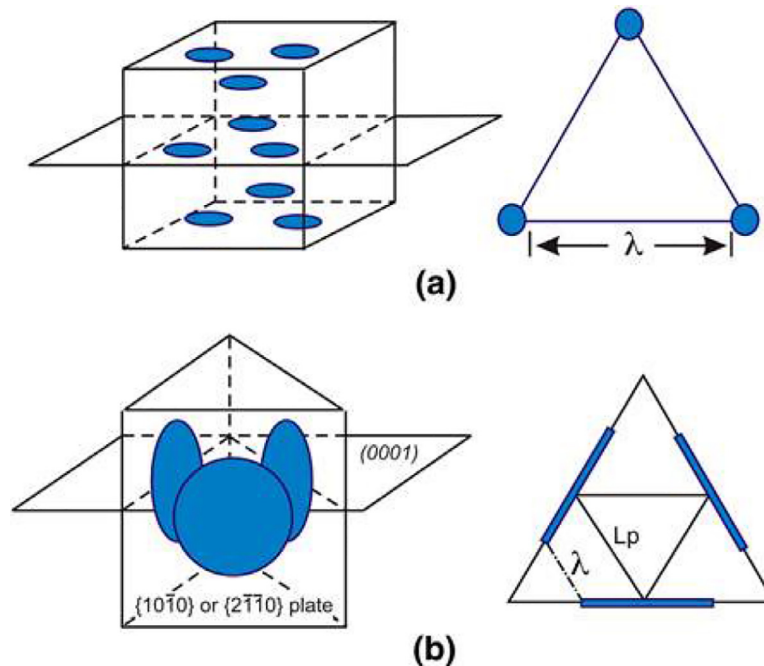 λ
(a)
(0001)
{101̄0} or {21̄1̄0} plate
Lp
λ
(b)